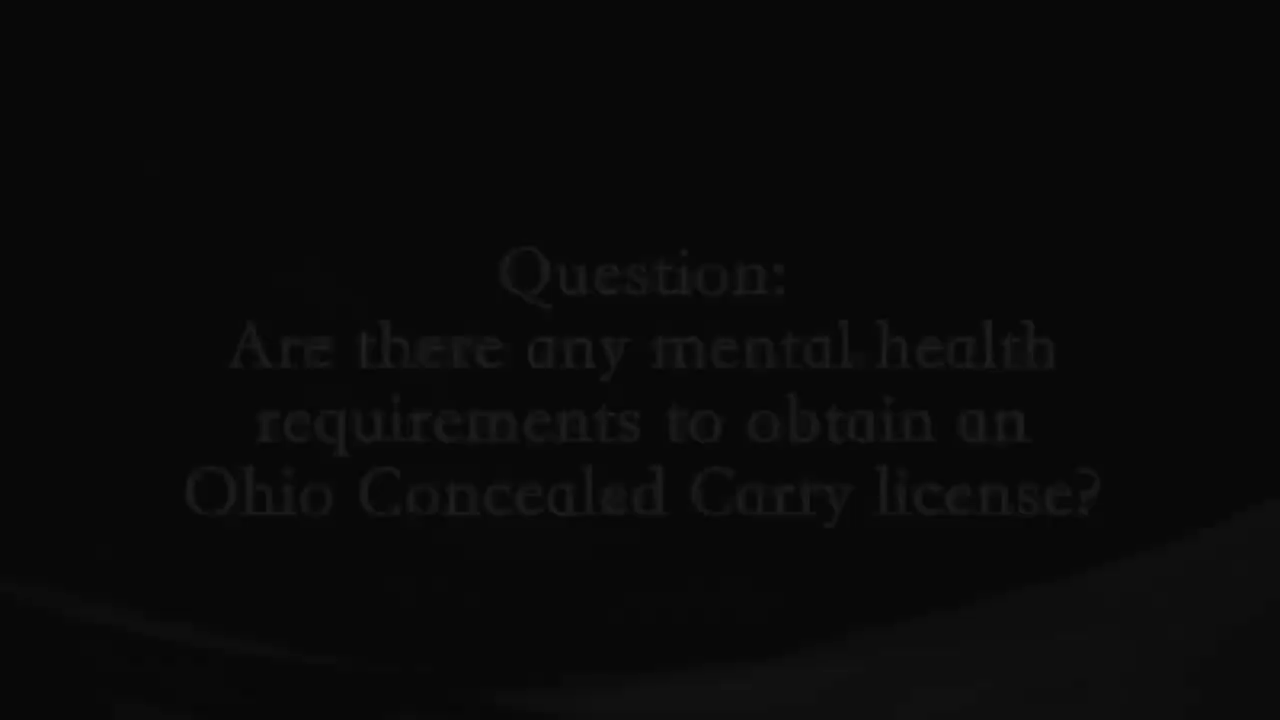 Question:
Are there any mental health
requirements to obtain an
Ohio Concealed Carry license?